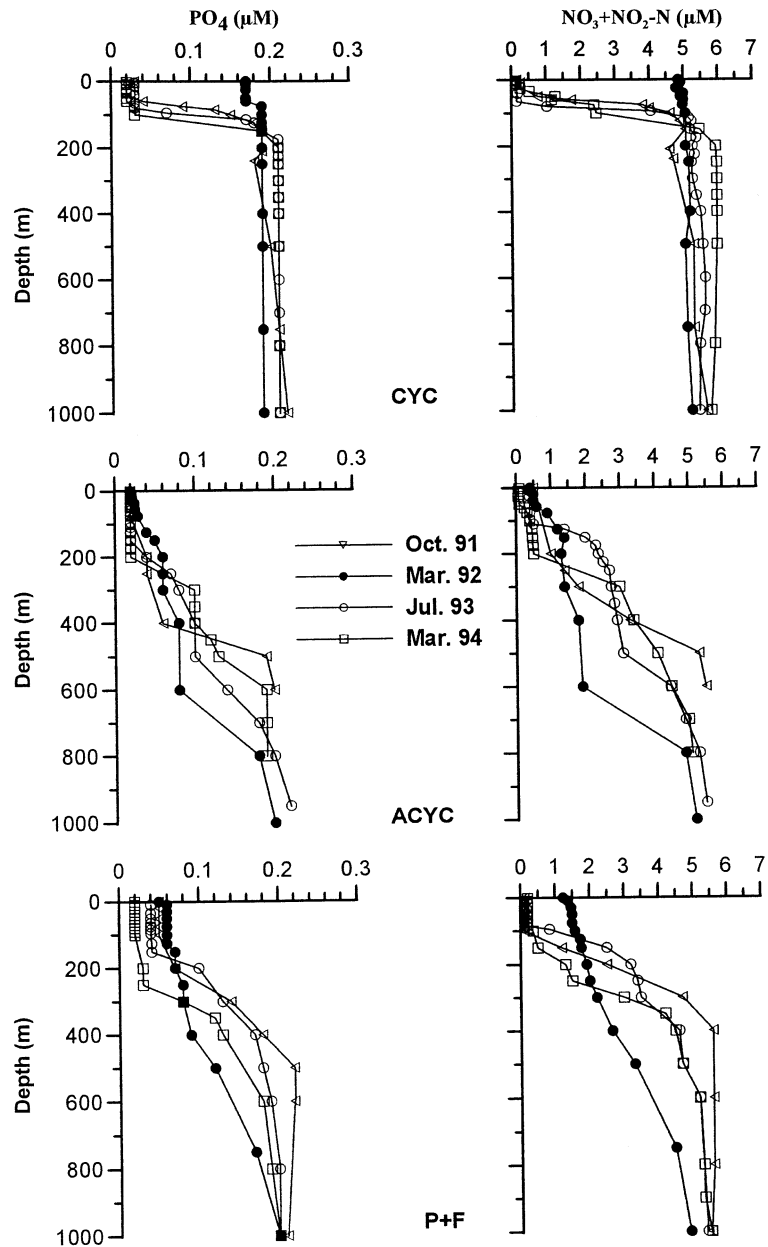 PO4 (µM)
NO3+NO2-N (µM)
0 0.1 0.2 0.3
0 1 2 3 4 5 6 7
0
200
400
600
800
1000
Depth (m)
CYC
0 0.1 0.2 0.3
0 1 2 3 4 5 6 7
0
200
400
600
800
1000
Depth (m)
Oct. 91
Mar. 92
Jul. 93
Mar. 94
ACYC
0 0.1 0.2 0.3
0 1 2 3 4 5 6 7
0
200
400
600
800
1000
Depth (m)
P+F